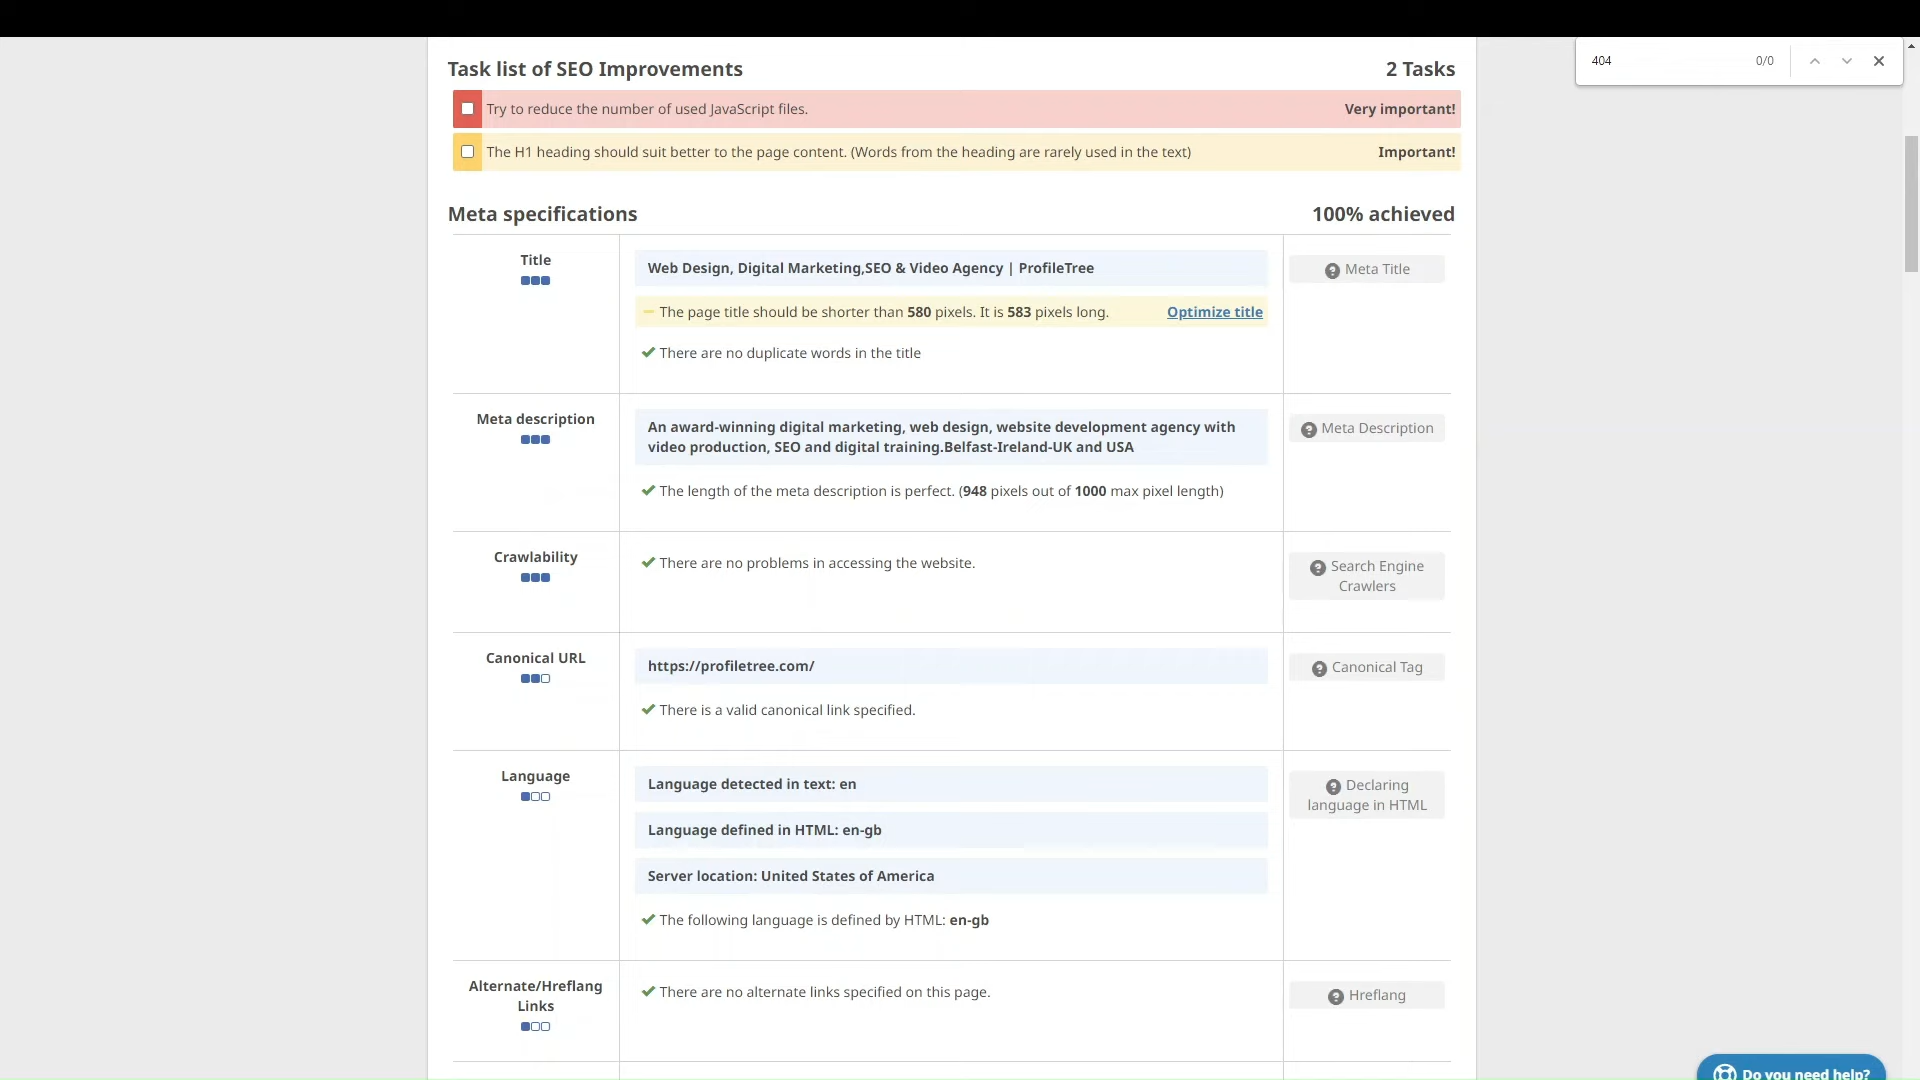 404
0/0
Task list of SEO Improvements
2 Tasks
Try to reduce the number of used JavaScript files.
Very important!
The H1 heading should suit better to the page content. (Words from the heading are rarely used in the text)
Important!
Meta specifications
100% achieved
Title
Web Design, Digital Marketing,SEO & Video Agency | ProfileTree
Meta Title
The page title should be shorter than 580 pixels. It is 583 pixels long.
Optimize title
There are no duplicate words in the title
Meta description
An award-winning digital marketing, web design, website development agency with
video production, SEO and digital training.Belfast-Ireland-UK and USA
Meta Description
The length of the meta description is perfect. (948 pixels out of 1000 max pixel length)
Crawlability
There are no problems in accessing the website.
Search Engine
Crawlers
Canonical URL
https://profiletree.com/
Canonical Tag
There is a valid canonical link specified.
Language
Language detected in text: en
Declaring
language in HTML
Language defined in HTML: en-gb
Server location: United States of America
The following language is defined by HTML: en-gb
Alternate/Hreflang
Links
There are no alternate links specified on this page.
Hreflang
Do you need help?